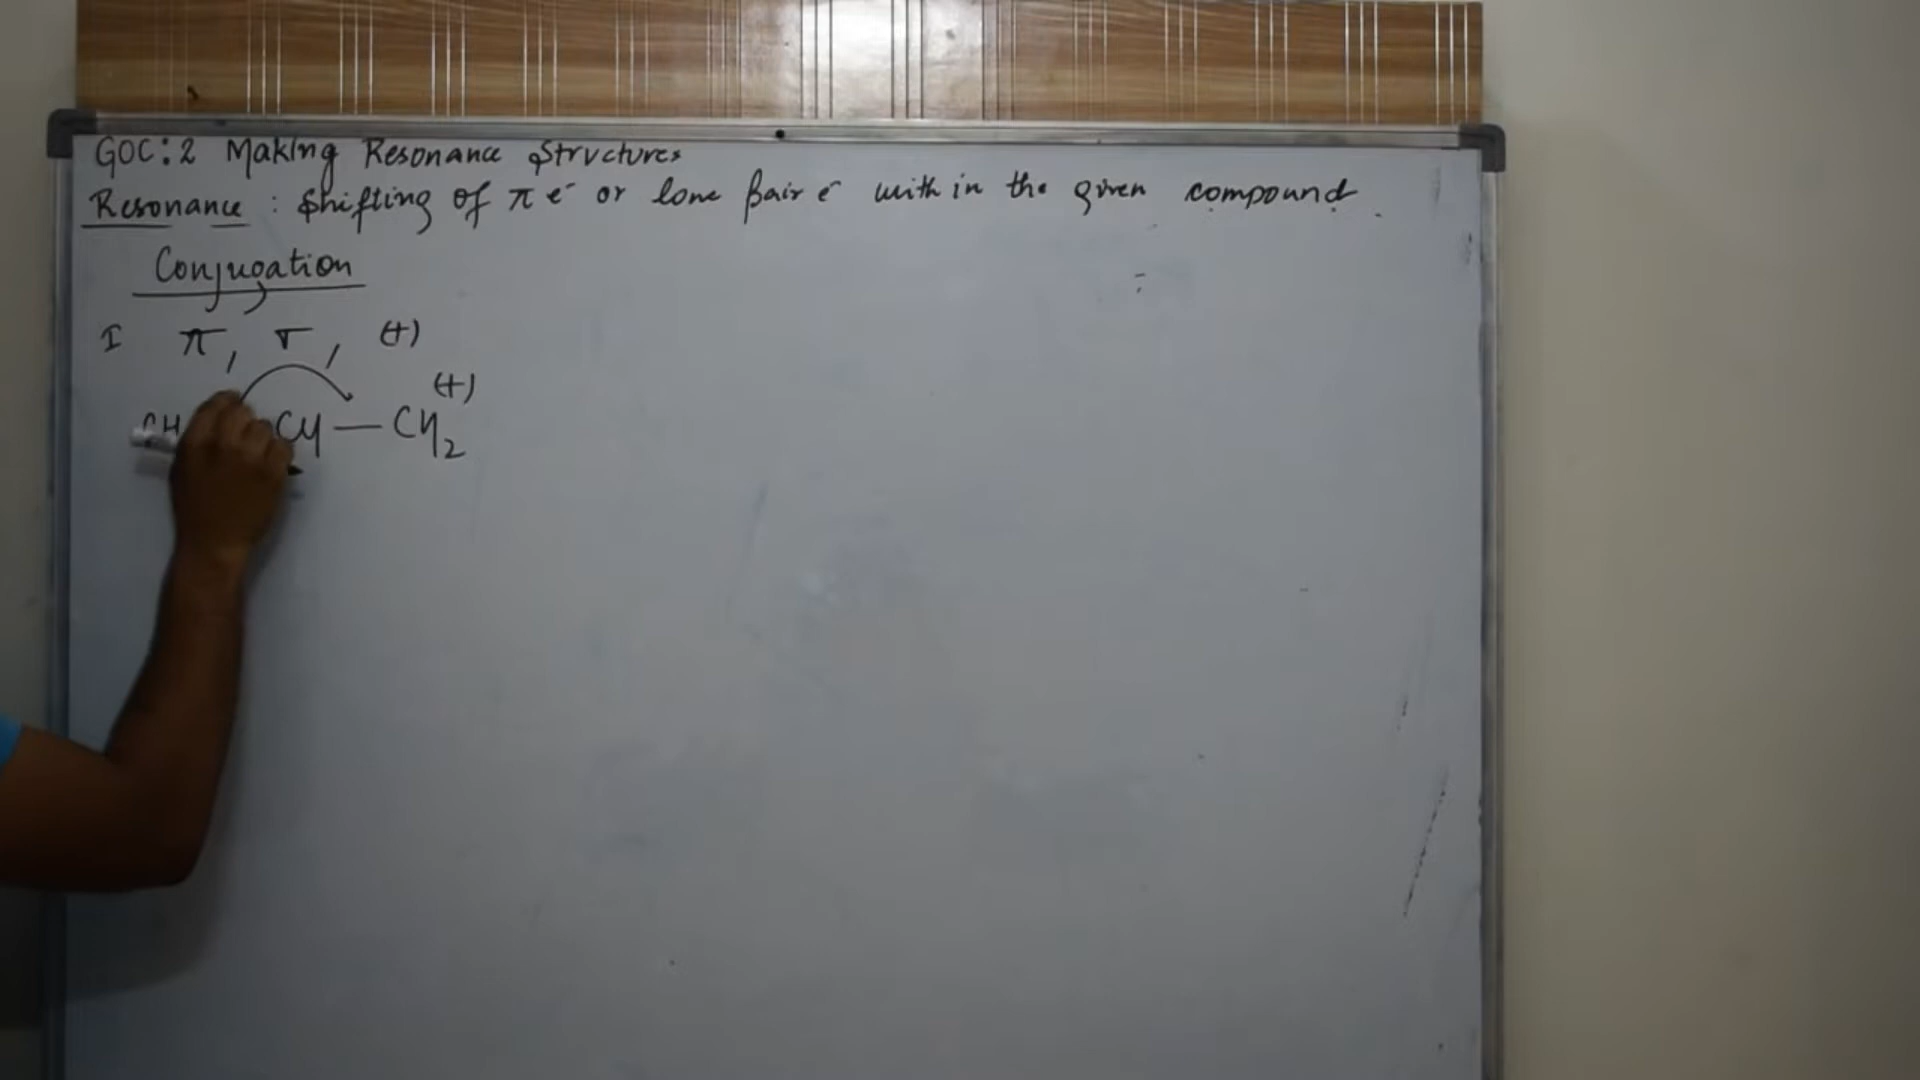 GOC: 2 Making Resonance Structures
Resonance : Shifting of π e⁻ or lone pair e⁻ with in the given compound.
Conjugation
I π, σ, (+)
CH CH — CH₂ (+)